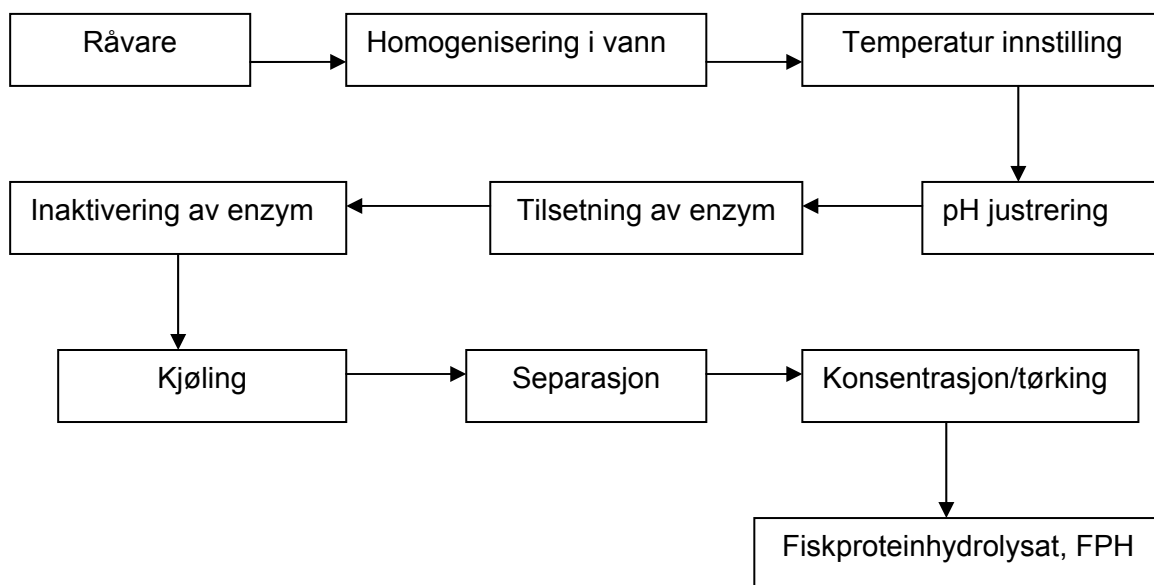 Råvare
Homogenisering i vann
Temperatur innstilling
pH justrering
Tilsetning av enzym
Inaktivering av enzym
Kjøling
Separasjon
Konsentrasjon/tørking
Fiskproteinhydrolysat, FPH